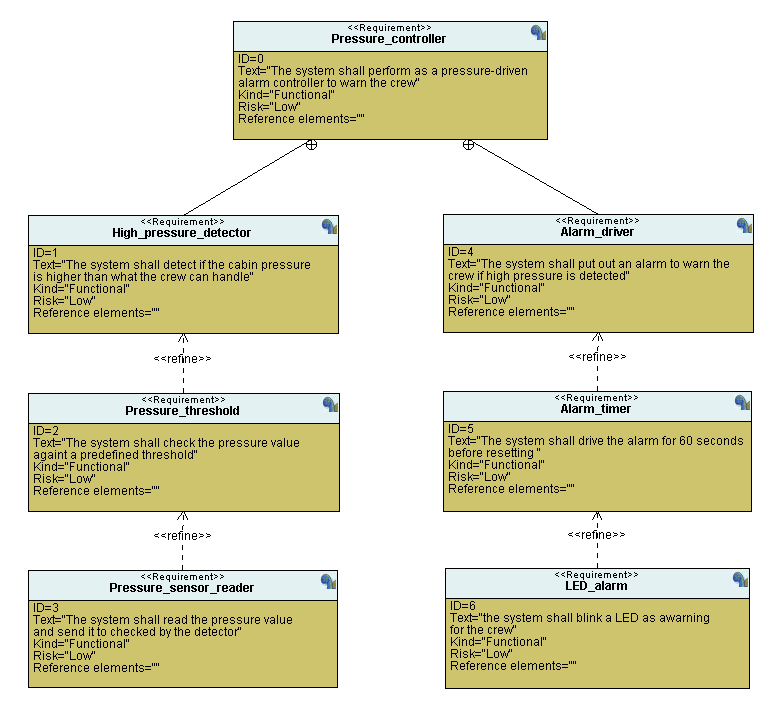 <<Requirement>>
Pressure_controller
ID=0
Text="The system shall perform as a pressure-driven
alarm controller to warn the crew"
Kind="Functional"
Risk="Low"
Reference elements=""
<<Requirement>>
High_pressure_detector
ID=1
Text="The system shall detect if the cabin pressure
is higher than what the crew can handle"
Kind="Functional"
Risk="Low"
Reference elements=""
<<Requirement>>
Alarm_driver
ID=4
Text="The system shall put out an alarm to warn the
crew if high pressure is detected"
Kind="Functional"
Risk="Low"
Reference elements=""
<<refine>>
<<refine>>
<<Requirement>>
Pressure_threshold
ID=2
Text="The system shall check the pressure value
againt a predefined threshold"
Kind="Functional"
Risk="Low"
Reference elements=""
<<Requirement>>
Alarm_timer
ID=5
Text="The system shall drive the alarm for 60 seconds
before resetting "
Kind="Functional"
Risk="Low"
Reference elements=""
<<refine>>
<<refine>>
<<Requirement>>
Pressure_sensor_reader
ID=3
Text="The system shall read the pressure value
and send it to checked by the detector"
Kind="Functional"
Risk="Low"
Reference elements=""
<<Requirement>>
LED_alarm
ID=6
Text="the system shall blink a LED as awarning
for the crew"
Kind="Functional"
Risk="Low"
Reference elements=""